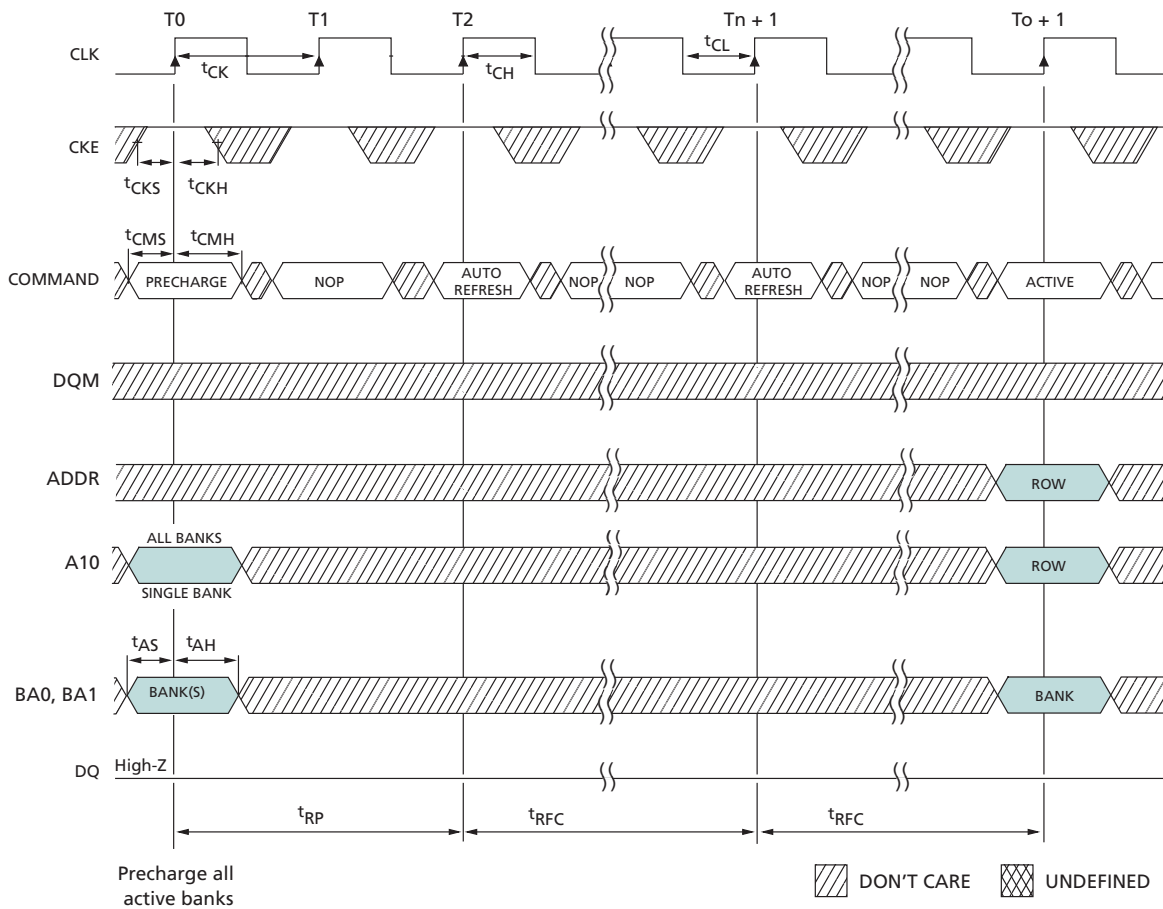 T0 T1 T2 Tn + 1 To + 1
CLK
tCK
tCH
tCL
CKE
tCKS tCKH
tCMS tCMH
COMMAND
PRECHARGE NOP AUTO REFRESH NOP NOP AUTO REFRESH NOP NOP ACTIVE
DQM
ADDR
ROW
ALL BANKS
A10
ROW
SINGLE BANK
tAS tAH
BA0, BA1
BANK(S) BANK
DQ
High-Z
tRP tRFC tRFC
Precharge all
active banks
DON'T CARE UNDEFINED